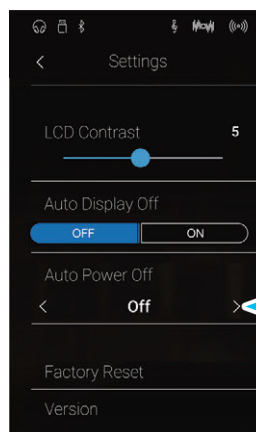 Settings
LCD Contrast 5
Auto Display Off
OFF ON
Auto Power Off
< Off >
Factory Reset
Version